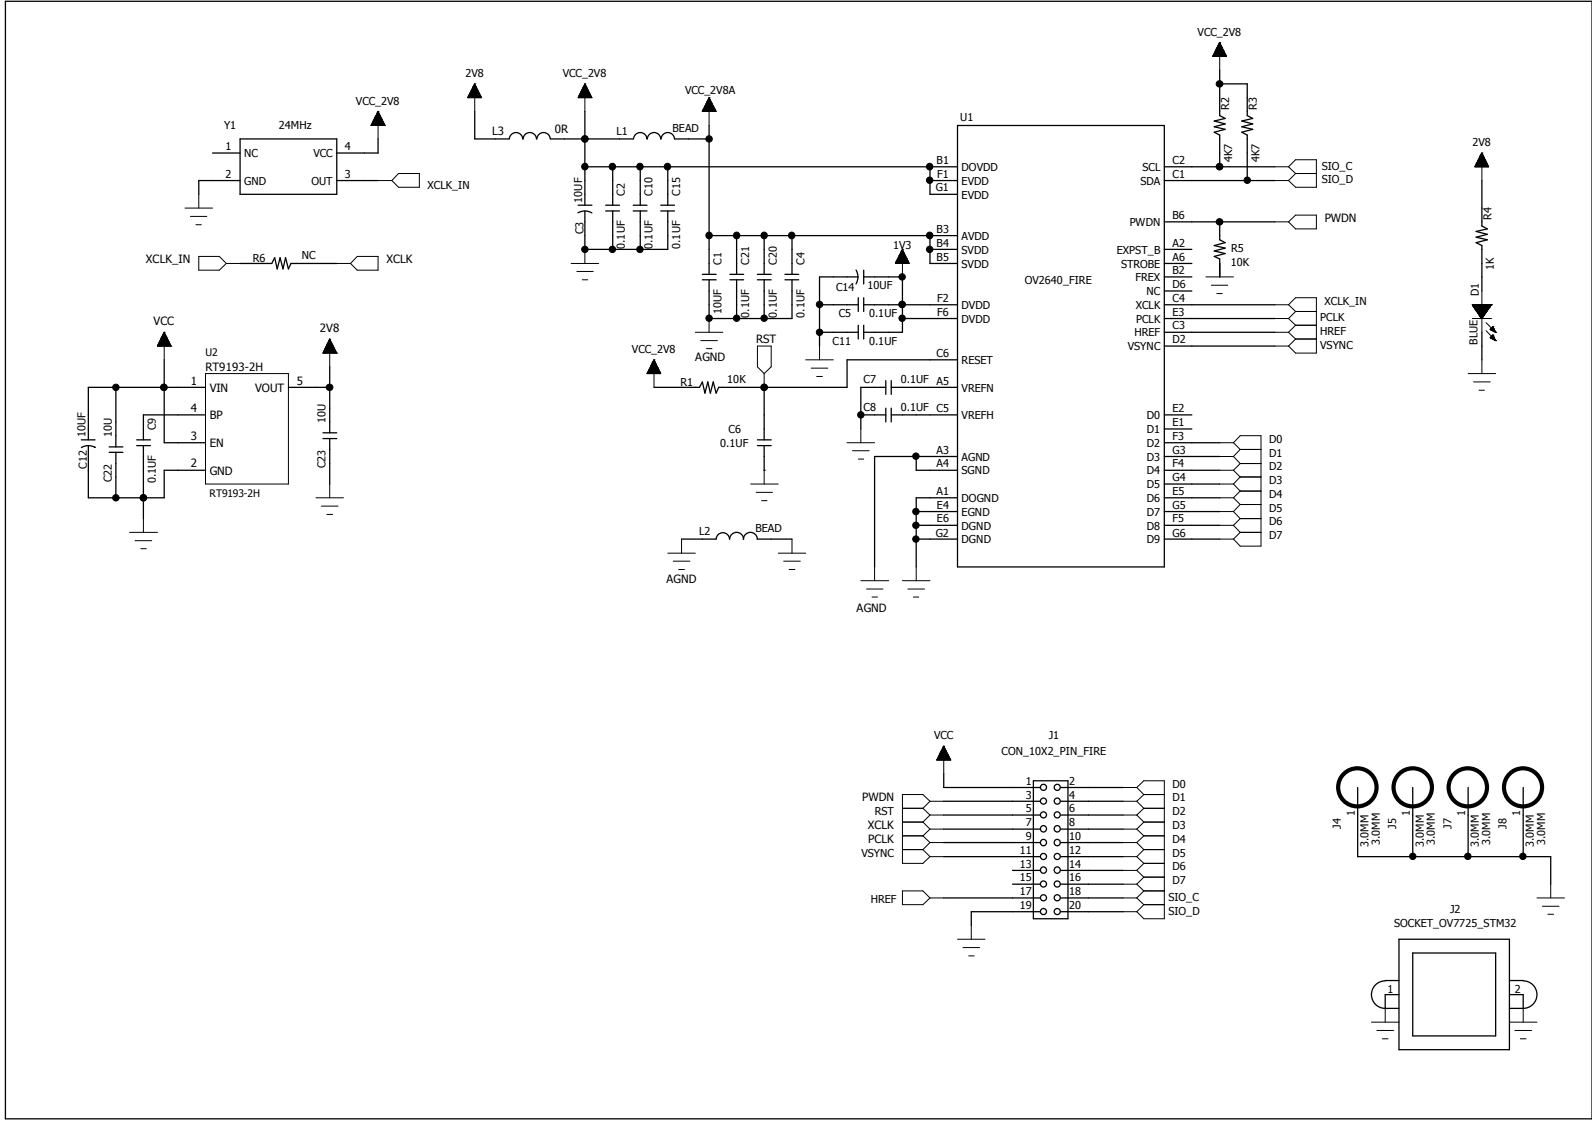 Y1 24MHz
1 NC VCC 4
2 GND OUT 3
VCC_2V8
XCLK_IN
XCLK_IN R6 NC XCLK
VCC
2V8
U2
RT9193-2H
1 VIN VOUT 5
4 BP
3 EN
2 GND
RT9193-2H
10UF C12
10U C22
C9 0.1UF
10U C23
2V8
VCC_2V8
VCC_2V8A
L3 0R
L1 BEAD
10UF C3
C2 0.1UF
C10 0.1UF
C15 0.1UF
C1 10UF
C21 0.1UF
C20 0.1UF
C4 0.1UF
AGND
1V3
C14 10UF
C5 0.1UF
C11 0.1UF
RST
VCC_2V8
R1 10K
C6
0.1UF
C7 0.1UF
C8 0.1UF
L2 BEAD
AGND
AGND
U1
OV2640_FIRE
B1 DOVDD
F1 EVDD
G1 EVDD
B3 AVDD
B4 SVDD
B5 SVDD
F2 DVDD
F6 DVDD
C6 RESET
A5 VREFN
C5 VREFH
A3 AGND
A4 SGND
A1 DOGND
E4 EGND
E6 DGND
G2 DGND
VCC_2V8
R2 4K7
R3 4K7
SCL C2 SIO_C
SDA C1 SIO_D
PWDN B6 PWDN
R5
10K
EXPST_B A2
STROBE A6
FREX B2
NC D6
XCLK C4 XCLK_IN
PCLK E3 PCLK
HREF C3 HREF
VSYNC D2 VSYNC
D0 E2
D1 E1
D2 F3 D0
D3 G3 D1
D4 F4 D2
D5 G4 D3
D6 E5 D4
D7 G5 D5
D8 F5 D6
D9 G6 D7
2V8
R4
1K
D1
BLUE
VCC
J1
CON_10X2_PIN_FIRE
1 2 D0
PWDN 3 4 D1
RST 5 6 D2
XCLK 7 8 D3
PCLK 9 10 D4
VSYNC 11 12 D5
13 14 D6
15 16 D7
HREF 17 18 SIO_C
19 20 SIO_D
J4 1 3.0MM 3.0MM
J5 1 3.0MM 3.0MM
J7 1 3.0MM 3.0MM
J8 1 3.0MM 3.0MM
J2
SOCKET_OV7725_STM32
1 2